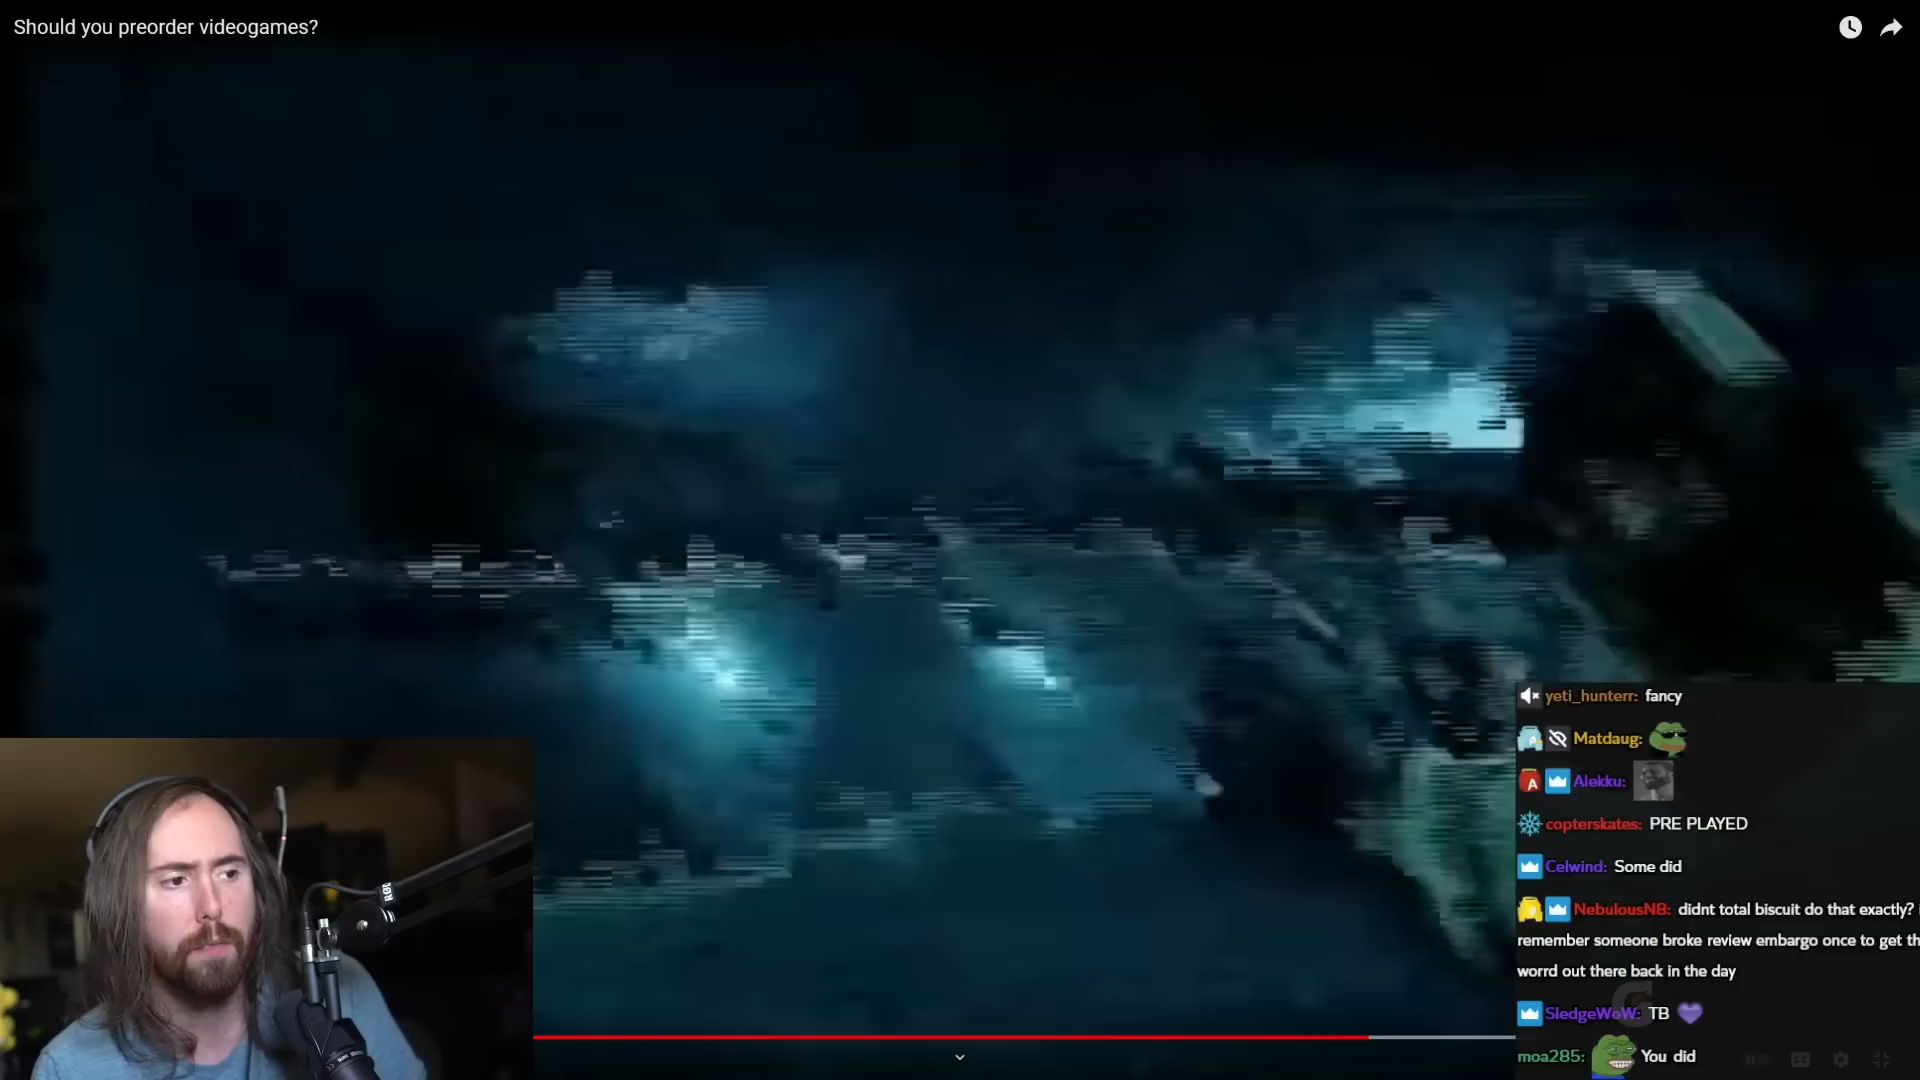 Should you preorder videogames?
yeti_hunterr: fancy
Matdaug:
Alekku:
copterskates: PRE PLAYED
Celwind: Some did
NebulousN8: didnt total biscuit do that exactly? i
remember someone broke review embargo once to get th
worrd out there back in the day
SledgeWoW: TB
moa285: You did
RØDE